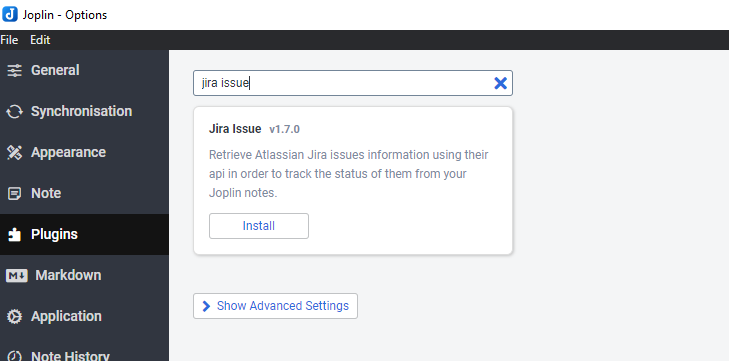 Joplin - Options
File Edit
General
Synchronisation
Appearance
Note
Plugins
Markdown
Application
Note History
jira issue
Jira Issue v1.7.0
Retrieve Atlassian Jira issues information using their
api in order to track the status of them from your
Joplin notes.
Install
Show Advanced Settings